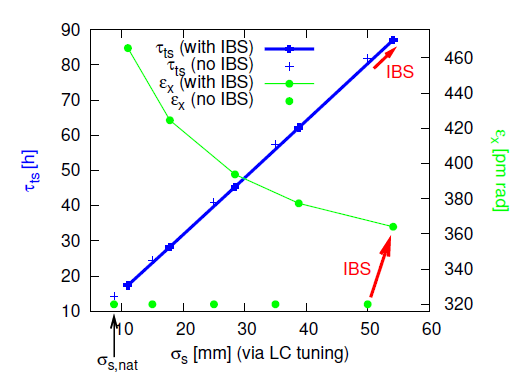 τts (with IBS)
τts (no IBS)
εx (with IBS)
εx (no IBS)
IBS
IBS
90
80
70
60
50
40
30
20
10
τts [h]
460
440
420
400
380
360
340
320
εx [pm rad]
10 20 30 40 50 60
σs [mm] (via LC tuning)
σs,nat